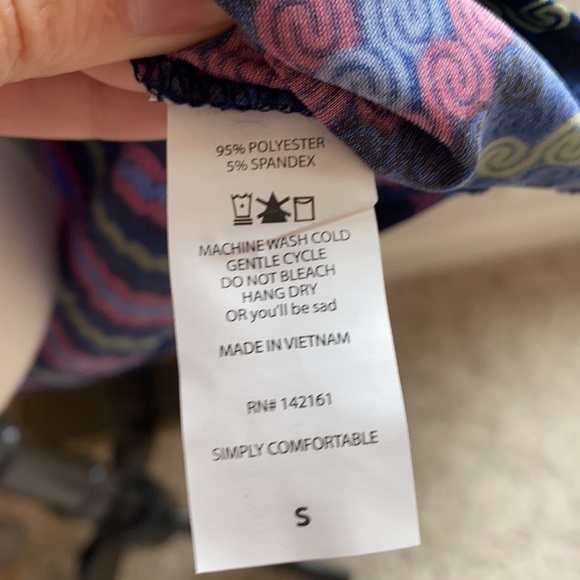 95% POLYESTER
5% SPANDEX
MACHINE WASH COLD
GENTLE CYCLE
DO NOT BLEACH
HANG DRY
OR you'll be sad
MADE IN VIETNAM
RN# 142161
SIMPLY COMFORTABLE
S